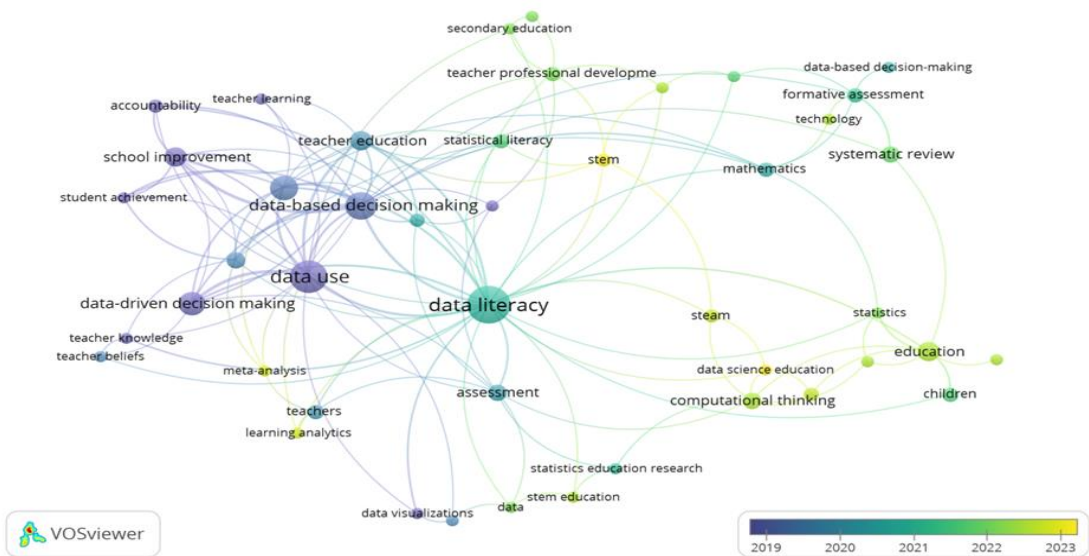 secondary education
teacher professional developme
data-based decision-making
formative assessment
accountability
teacher learning
technology
teacher education
statistical literacy
school improvement
stem
systematic review
mathematics
student achievement
data-based decision making
data use
data-driven decision making
data literacy
steam
statistics
teacher knowledge
teacher beliefs
education
meta-analysis
data science education
assessment
computational thinking
children
teachers
learning analytics
statistics education research
stem education
data visualizations
data
VOSviewer
2019 2020 2021 2022 2023